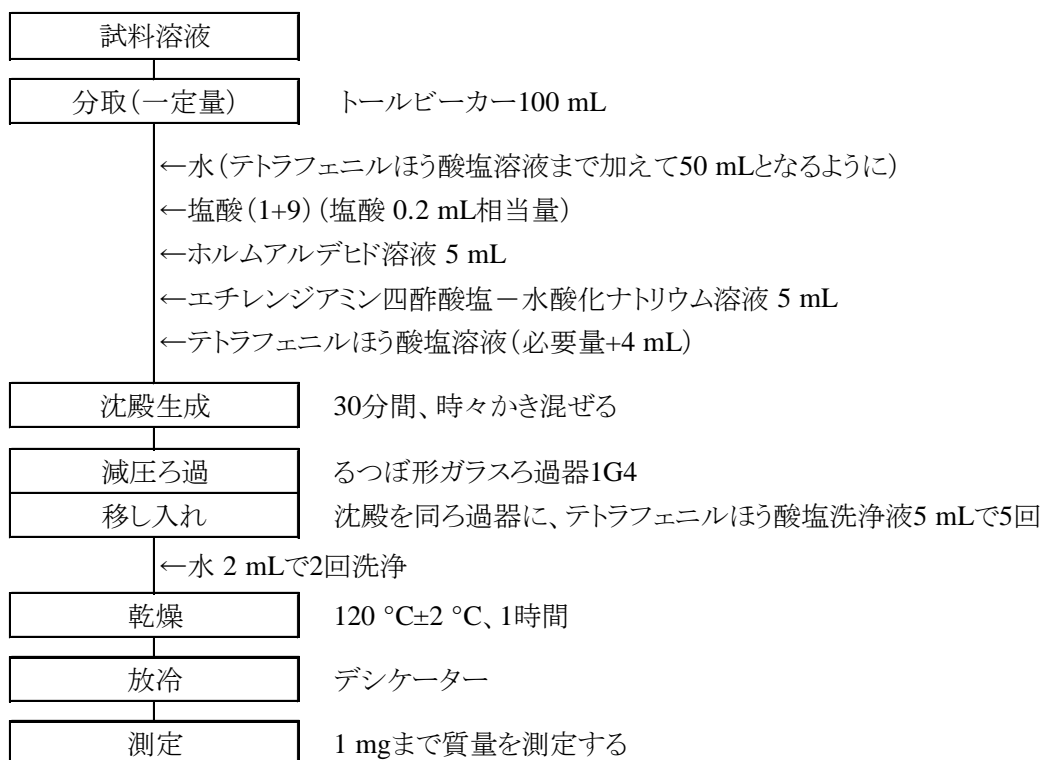 試料溶液
分取(一定量) トールビーカー100 mL
←水(テトラフェニルほう酸塩溶液まで加えて50 mLとなるように)
←塩酸(1+9)(塩酸 0.2 mL相当量)
←ホルムアルデヒド溶液 5 mL
←エチレンジアミン四酢酸塩－水酸化ナトリウム溶液 5 mL
←テトラフェニルほう酸塩溶液(必要量+4 mL)
沈殿生成 30分間、時々かき混ぜる
減圧ろ過 るつぼ形ガラスろ過器1G4
移し入れ 沈殿を同ろ過器に、テトラフェニルほう酸塩洗浄液5 mLで5回
←水 2 mLで2回洗浄
乾燥 120 °C±2 °C、1時間
放冷 デシケーター
測定 1 mgまで質量を測定する